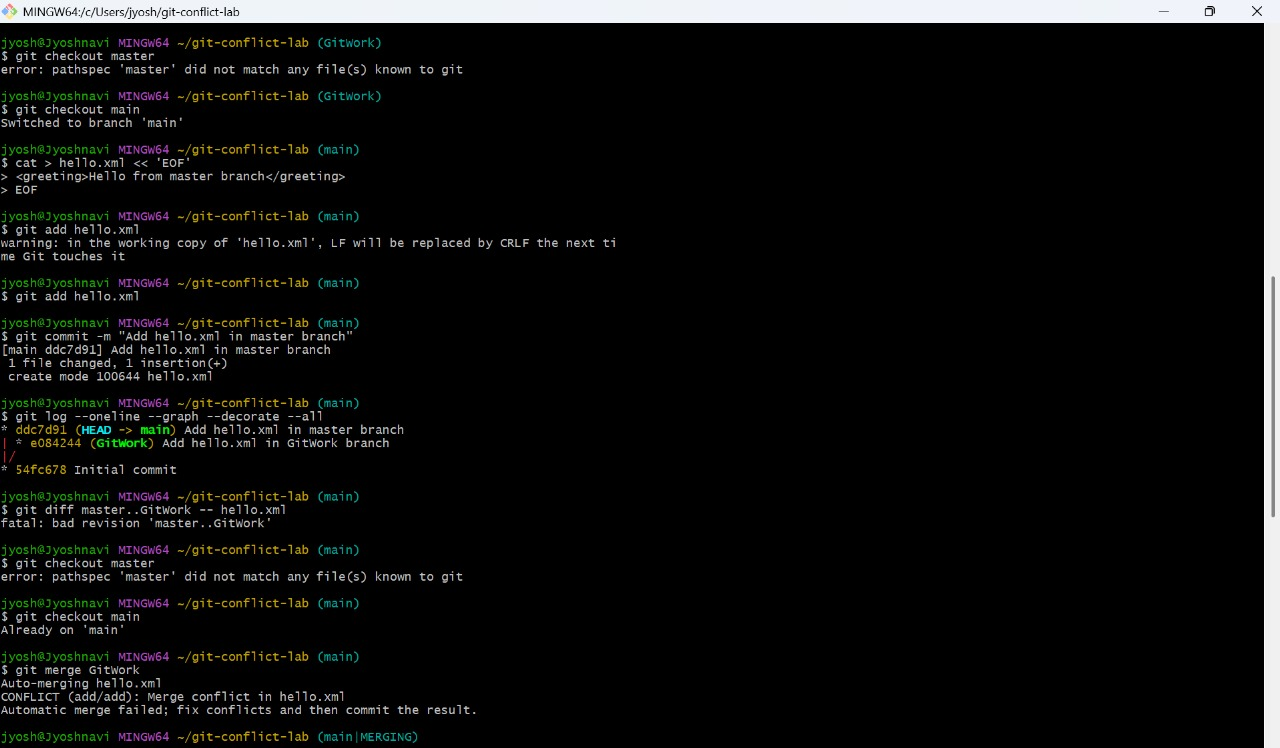 MINGW64:/c/Users/jyosh/git-conflict-lab
jyosh@Jyoshnavi MINGW64 ~/git-conflict-lab (GitWork)
$ git checkout master
error: pathspec 'master' did not match any file(s) known to git
jyosh@Jyoshnavi MINGW64 ~/git-conflict-lab (GitWork)
$ git checkout main
Switched to branch 'main'
jyosh@Jyoshnavi MINGW64 ~/git-conflict-lab (main)
$ cat > hello.xml << 'EOF'
> <greeting>Hello from master branch</greeting>
> EOF
jyosh@Jyoshnavi MINGW64 ~/git-conflict-lab (main)
$ git add hello.xml
warning: in the working copy of 'hello.xml', LF will be replaced by CRLF the next ti
me Git touches it
jyosh@Jyoshnavi MINGW64 ~/git-conflict-lab (main)
$ git add hello.xml
jyosh@Jyoshnavi MINGW64 ~/git-conflict-lab (main)
$ git commit -m "Add hello.xml in master branch"
[main ddc7d91] Add hello.xml in master branch
 1 file changed, 1 insertion(+)
 create mode 100644 hello.xml
jyosh@Jyoshnavi MINGW64 ~/git-conflict-lab (main)
$ git log --oneline --graph --decorate --all
* ddc7d91 (HEAD -> main) Add hello.xml in master branch
| * e084244 (GitWork) Add hello.xml in GitWork branch
|/
* 54fc678 Initial commit
jyosh@Jyoshnavi MINGW64 ~/git-conflict-lab (main)
$ git diff master..GitWork -- hello.xml
fatal: bad revision 'master..GitWork'
jyosh@Jyoshnavi MINGW64 ~/git-conflict-lab (main)
$ git checkout master
error: pathspec 'master' did not match any file(s) known to git
jyosh@Jyoshnavi MINGW64 ~/git-conflict-lab (main)
$ git checkout main
Already on 'main'
jyosh@Jyoshnavi MINGW64 ~/git-conflict-lab (main)
$ git merge GitWork
Auto-merging hello.xml
CONFLICT (add/add): Merge conflict in hello.xml
Automatic merge failed; fix conflicts and then commit the result.
jyosh@Jyoshnavi MINGW64 ~/git-conflict-lab (main|MERGING)